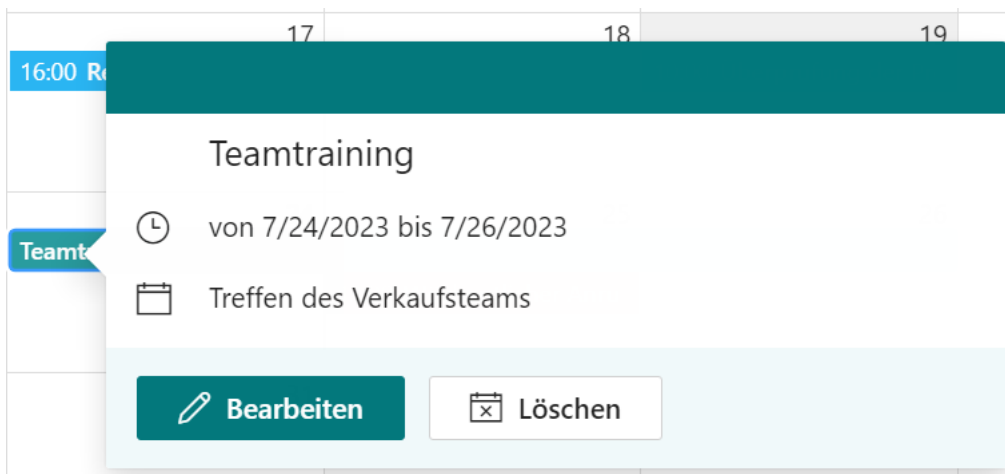 17 18 19
16:00
Teamtraining
von 7/24/2023 bis 7/26/2023
Treffen des Verkaufsteams
Bearbeiten Löschen